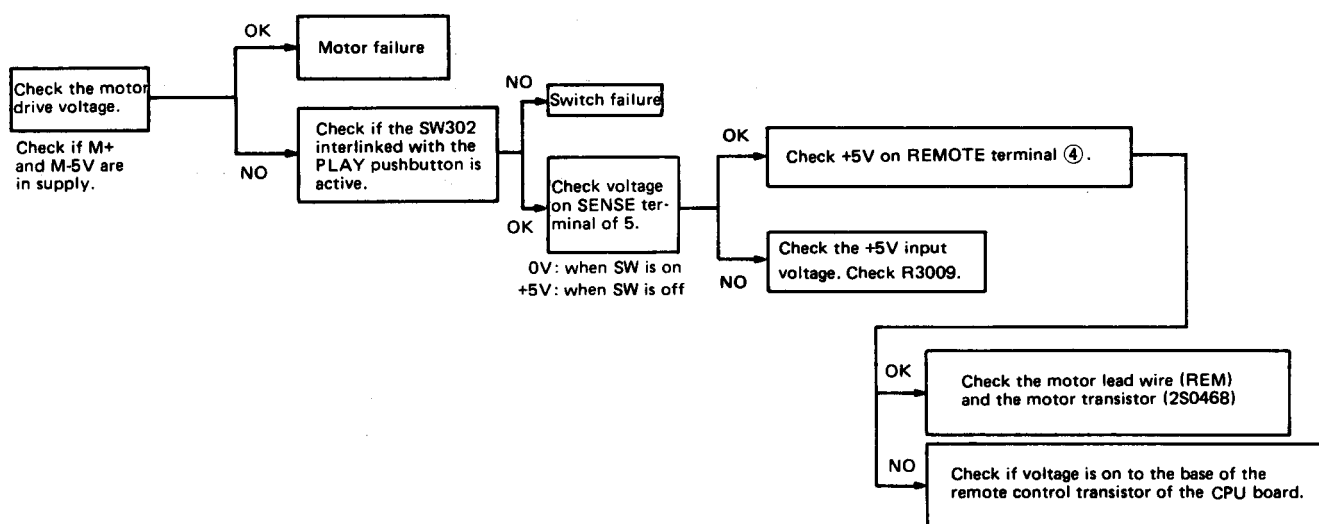 OK
Motor failure
Check the motor
drive voltage.
Check if M+
and M-5V are
in supply.
NO
Check if the SW302
interlinked with the
PLAY pushbutton is
active.
NO
Switch failure
OK
Check voltage
on SENSE ter-
minal of 5.
0V: when SW is on
+5V: when SW is off
OK
Check +5V on REMOTE terminal ④.
NO
Check the +5V input
voltage. Check R3009.
OK
Check the motor lead wire (REM)
and the motor transistor (2S0468)
NO
Check if voltage is on to the base of the
remote control transistor of the CPU board.